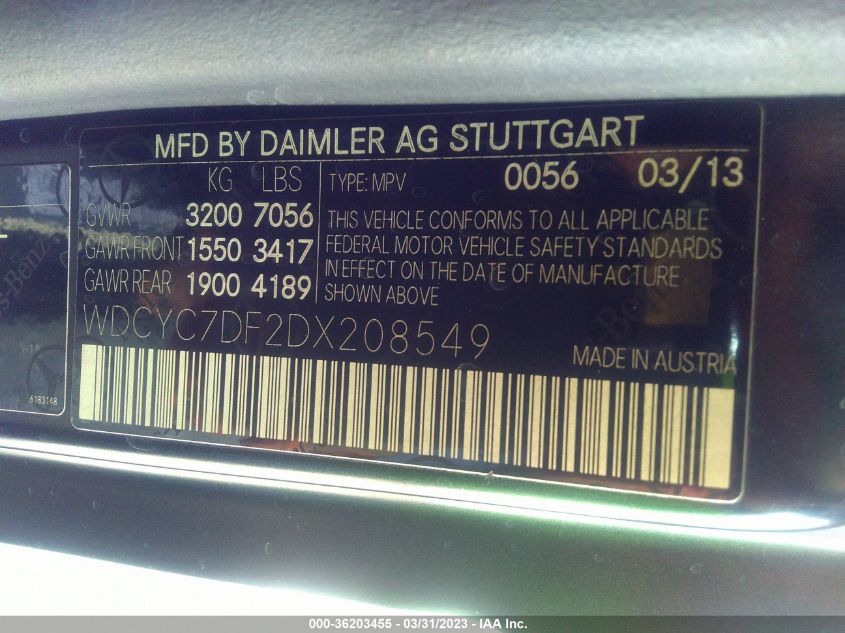 MFD BY DAIMLER AG STUTTGART
KG LBS
GVWR 3200 7056
GAWR FRONT 1550 3417
GAWR REAR 1900 4189
TYPE: MPV 0056 03/13
THIS VEHICLE CONFORMS TO ALL APPLICABLE
FEDERAL MOTOR VEHICLE SAFETY STANDARDS
IN EFFECT ON THE DATE OF MANUFACTURE
SHOWN ABOVE
WDCYC7DF2DX208549
MADE IN AUSTRIA
6183148
000-36203455 - 03/31/2023 - IAA Inc.